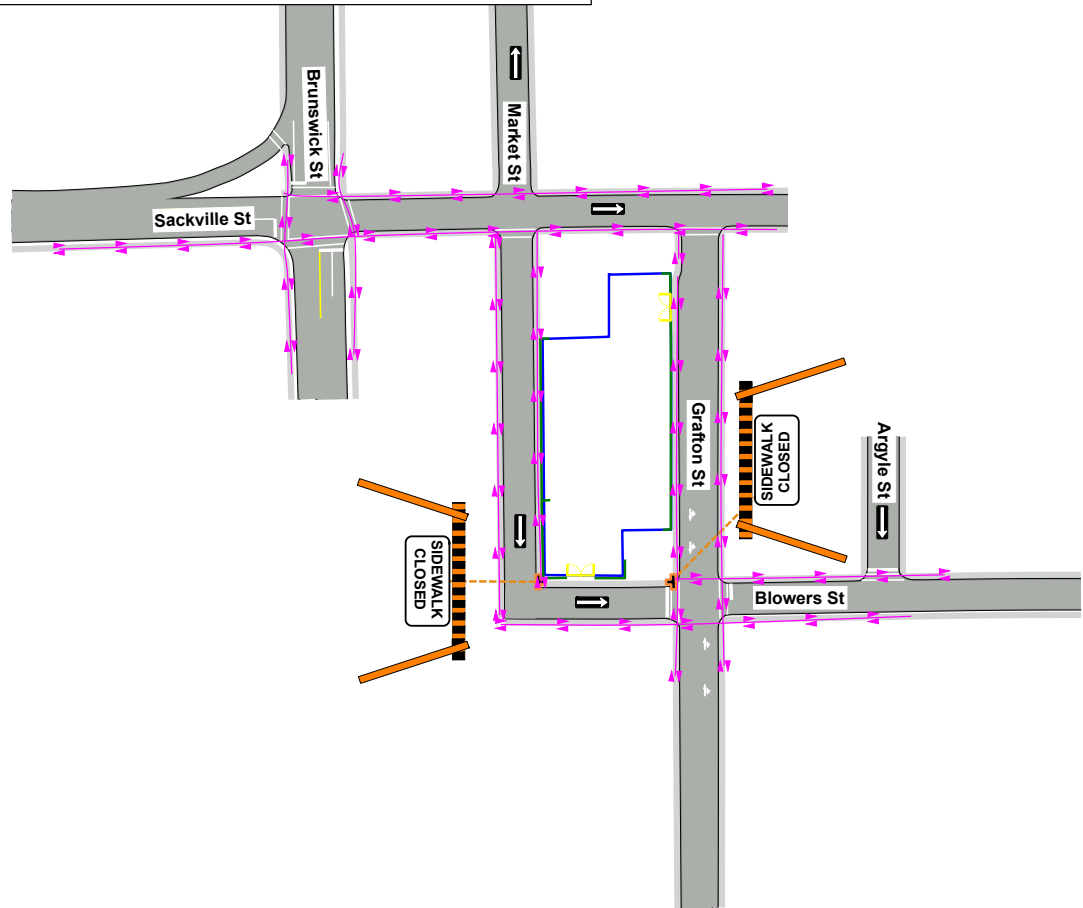 Brunswick St
Market St
Sackville St
Grafton St
SIDEWALK
CLOSED
Argyle St
SIDEWALK
CLOSED
Blowers St